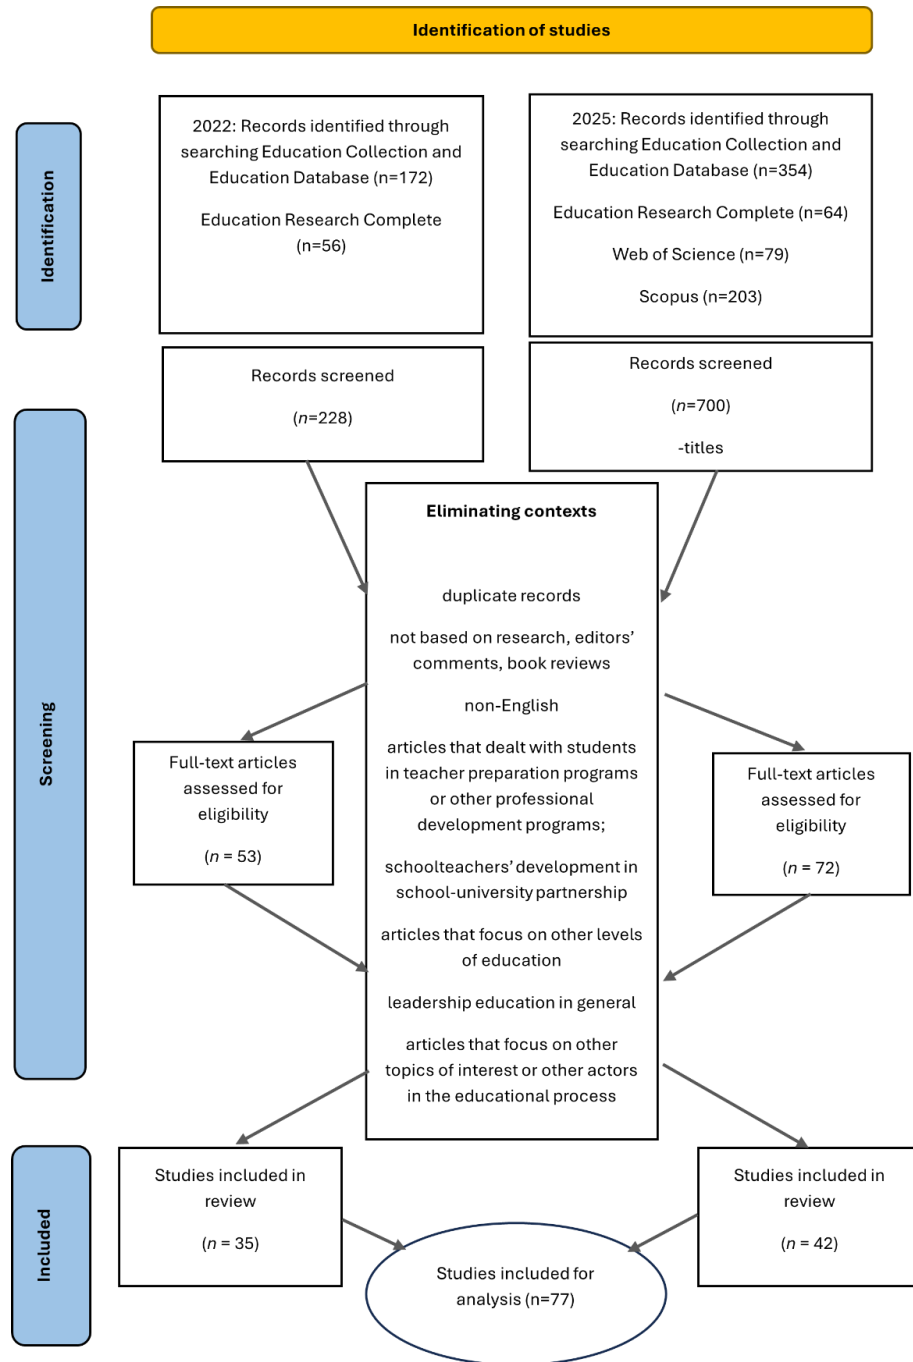 Identification of studies
Identification
2022: Records identified through
searching Education Collection and
Education Database (n=172)
Education Research Complete
(n=56)
2025: Records identified through
searching Education Collection and
Education Database (n=354)
Education Research Complete (n=64)
Web of Science (n=79)
Scopus (n=203)
Records screened
(n=228)
Records screened
(n=700)
-titles
Screening
Eliminating contexts
duplicate records
not based on research, editors’
comments, book reviews
non-English
articles that dealt with students
in teacher preparation programs
or other professional
development programs;
schoolteachers’ development in
school-university partnership
articles that focus on other levels
of education
leadership education in general
articles that focus on other
topics of interest or other actors
in the educational process
Full-text articles
assessed for
eligibility
(n = 53)
Full-text articles
assessed for
eligibility
(n = 72)
Included
Studies included in
review
(n = 35)
Studies included in
review
(n = 42)
Studies included for
analysis (n=77)